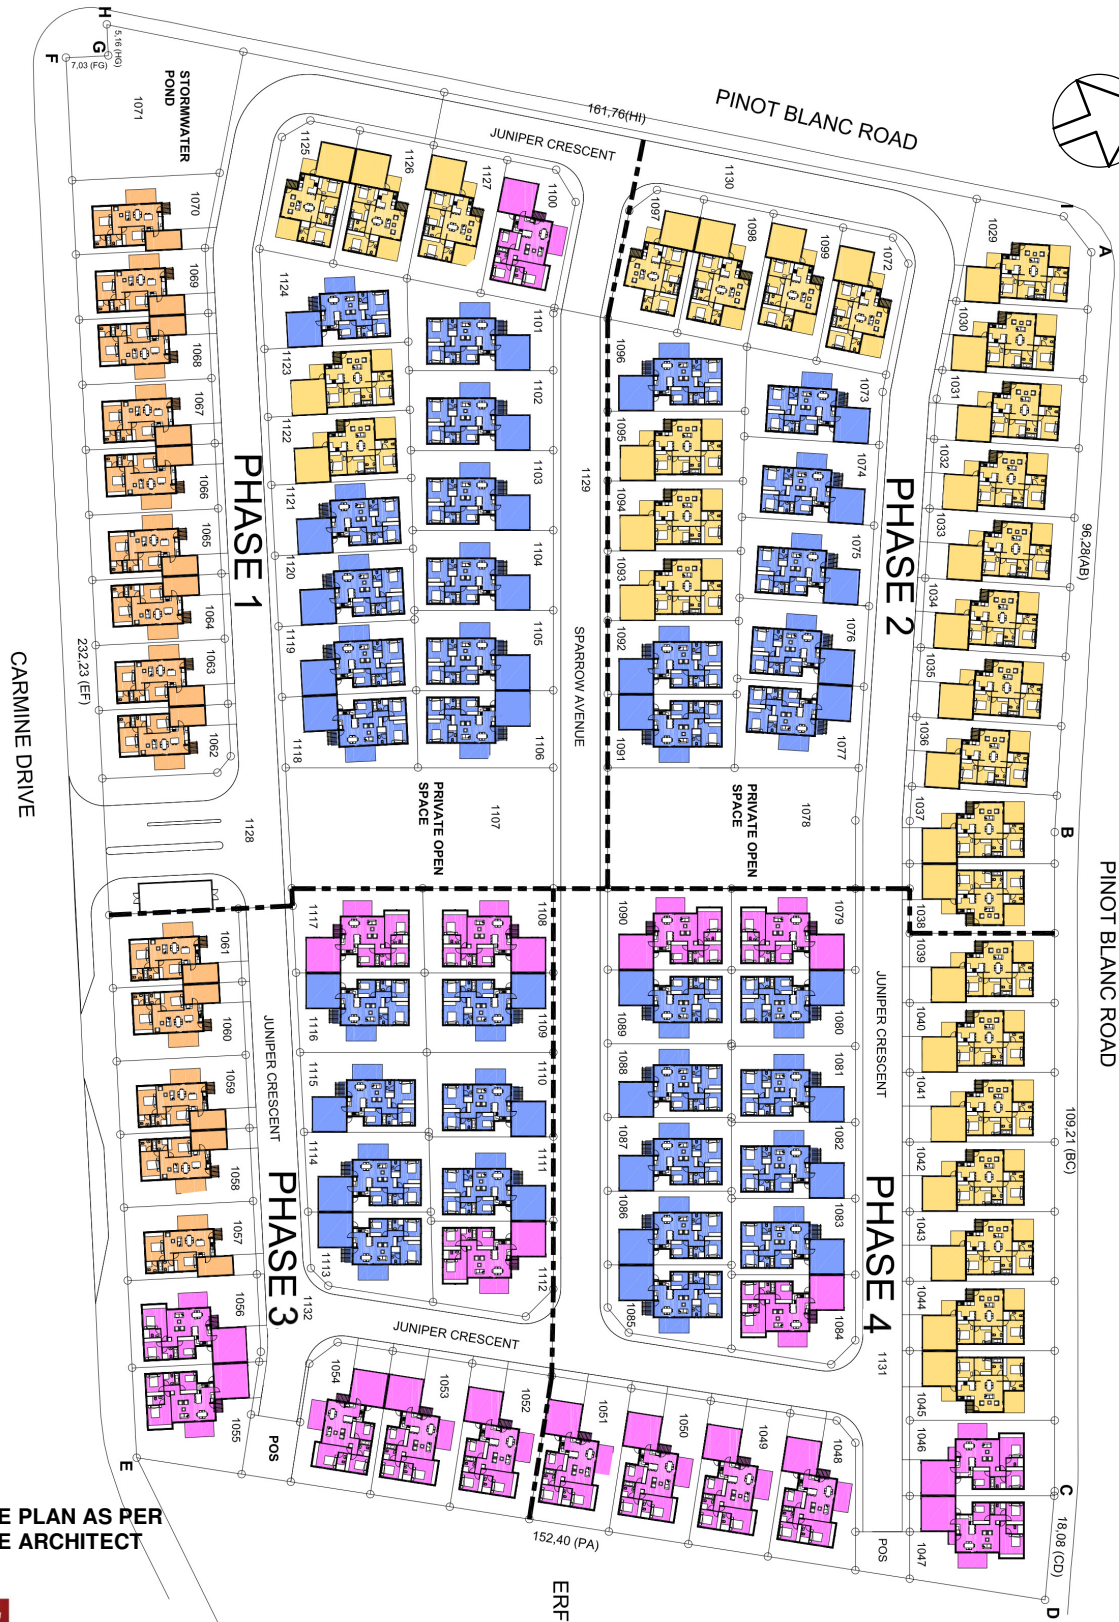 H
5,16 (HG)
G
F
7,03 (FG)
STORMWATER
POND
1071
161,76(HI)
PINOT BLANC ROAD
JUNIPER CRESCENT
1125
1126
1127
1100
1130
1097
1098
1099
1072
I
A
1029
1070
1069
1068
1067
1066
1065
1064
1063
1062
PHASE 1
1124
1123
1122
1121
1120
1119
1118
1101
1102
1103
1104
1105
1106
1129
SPARROW AVENUE
1096
1095
1094
1093
1092
1091
1073
1074
1075
1076
1077
PHASE 2
1030
1031
1032
1033
1034
1035
1036
1037
1038
96,28(AB)
B
PINOT BLANC ROAD
232,23 (EF)
CARMINE DRIVE
1128
PRIVATE OPEN
SPACE
1107
PRIVATE OPEN
SPACE
1078
1061
1060
1059
1058
1057
1056
1055
JUNIPER CRESCENT
PHASE 3
1117
1116
1115
1114
1113
1132
1108
1109
1110
1111
1112
1090
1089
1088
1087
1086
1085
1079
1080
1081
1082
1083
1084
JUNIPER CRESCENT
PHASE 4
1131
1039
1040
1041
1042
1043
1044
1045
1046
1047
109,21 (BC)
C
18,08 (CD)
D
JUNIPER CRESCENT
1054
1053
1052
1051
1050
1049
1048
POS
POS
E
152,40 (PA)
ERF
E PLAN AS PER
E ARCHITECT